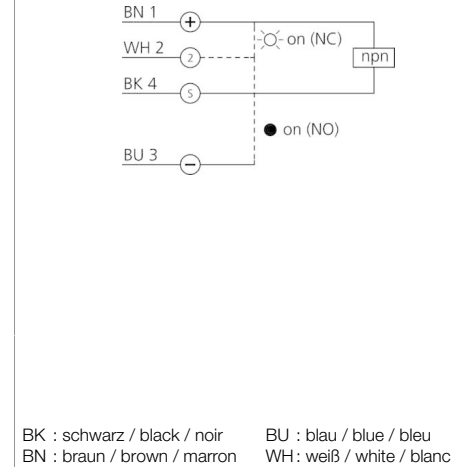 BN 1
+
on (NC)
WH 2
2
npn
BK 4
S
on (NO)
BU 3
−
BK : schwarz / black / noir BU : blau / blue / bleu
BN : braun / brown / marron WH : weiß / white / blanc